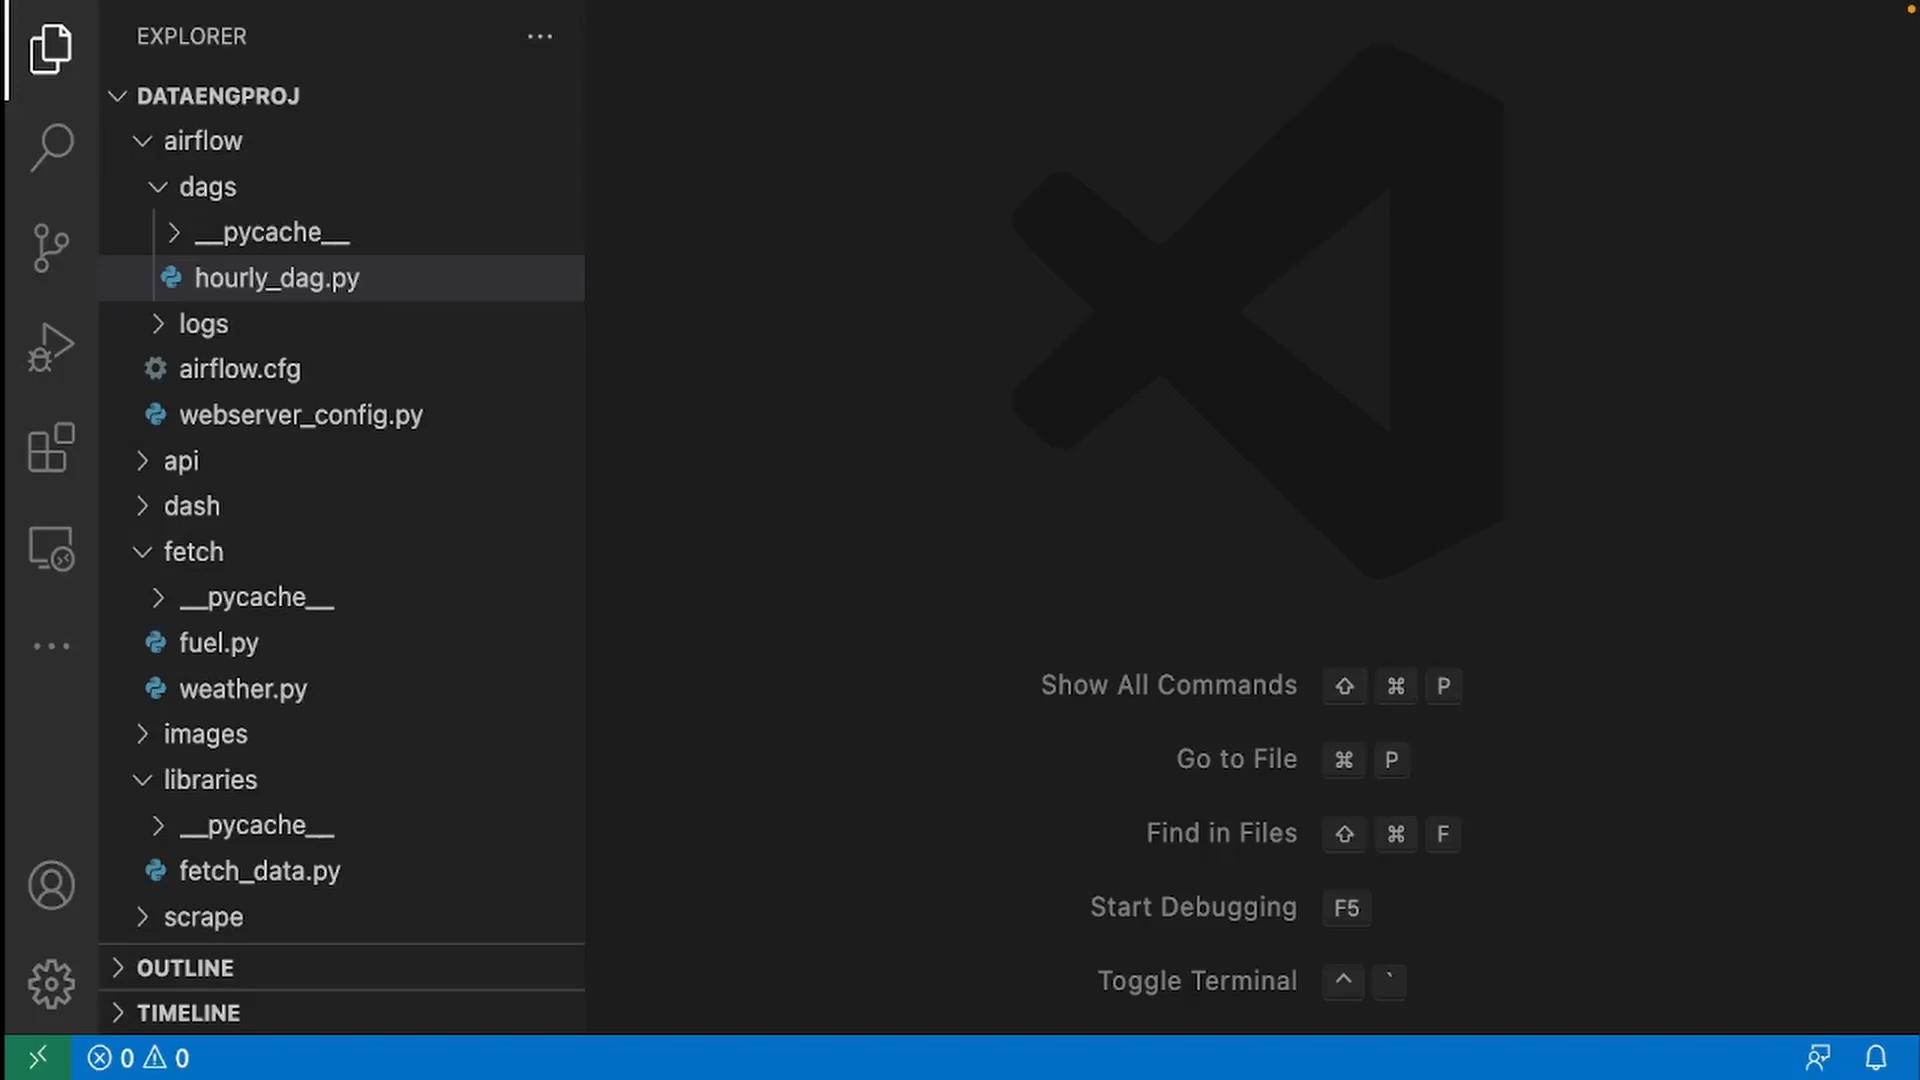 EXPLORER
DATAENGPROJ
airflow
dags
__pycache__
hourly_dag.py
logs
airflow.cfg
webserver_config.py
api
dash
fetch
__pycache__
fuel.py
weather.py
images
libraries
__pycache__
fetch_data.py
scrape
OUTLINE
TIMELINE
Show All Commands ⇧ ⌘ P
Go to File ⌘ P
Find in Files ⇧ ⌘ F
Start Debugging F5
Toggle Terminal ^ `
0 0